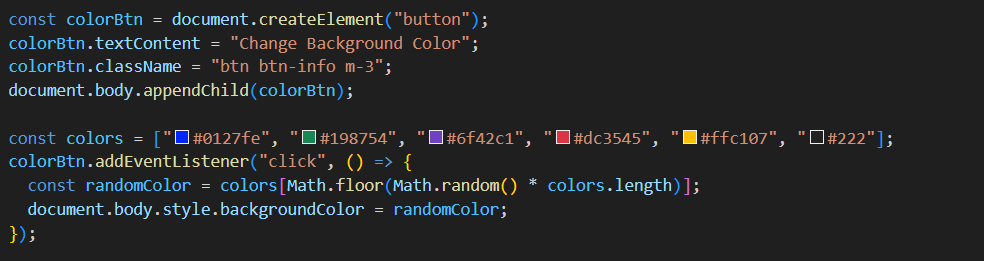 const colorBtn = document.createElement("button");
colorBtn.textContent = "Change Background Color";
colorBtn.className = "btn btn-info m-3";
document.body.appendChild(colorBtn);

const colors = ["#0127fe", "#198754", "#6f42c1", "#dc3545", "#ffc107", "#222"];
colorBtn.addEventListener("click", () => {
  const randomColor = colors[Math.floor(Math.random() * colors.length)];
  document.body.style.backgroundColor = randomColor;
});